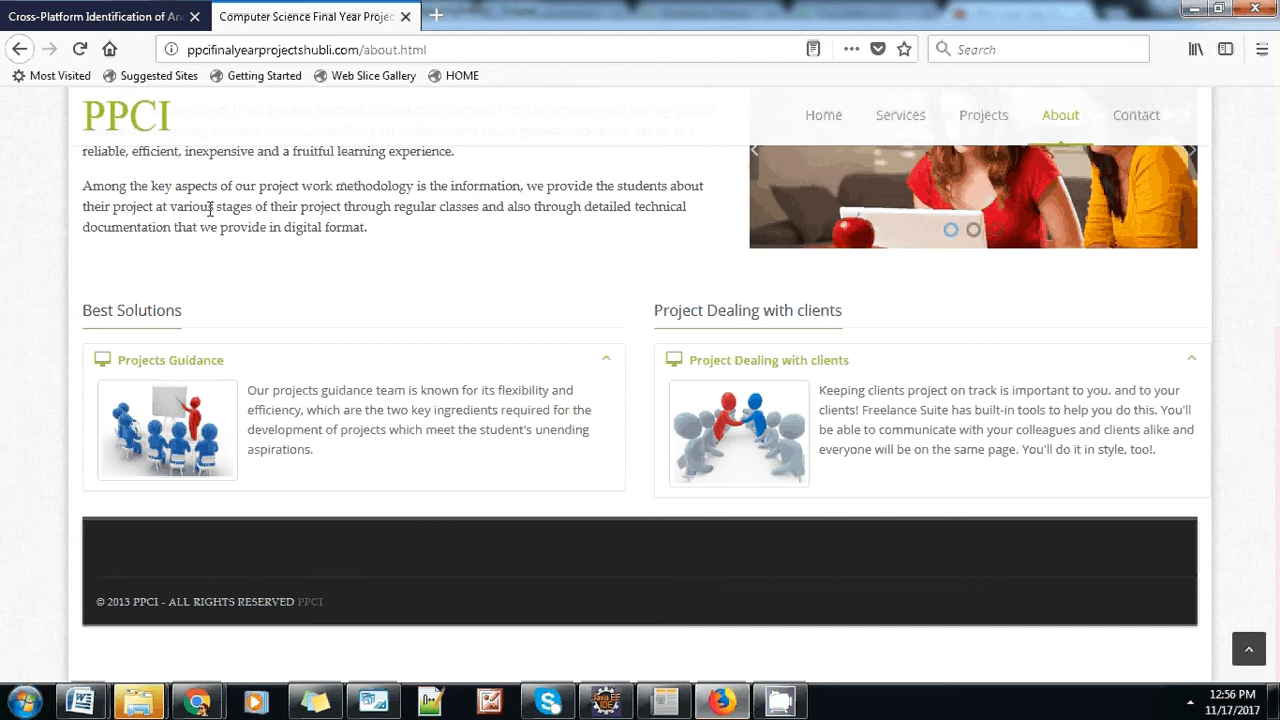 Cross-Platform Identification of An
Computer Science Final Year Projec
ppcifinalyearprojectshubli.com/about.html
Search
Most Visited
Suggested Sites
Getting Started
Web Slice Gallery
HOME
PPCI
Home
Services
Projects
About
Contact
reliable, efficient, inexpensive and a fruitful learning experience.
Among the key aspects of our project work methodology is the information, we provide the students about
their project at various stages of their project through regular classes and also through detailed technical
documentation that we provide in digital format.
Best Solutions
Projects Guidance
Our projects guidance team is known for its flexibility and
efficiency, which are the two key ingredients required for the
development of projects which meet the student's unending
aspirations.
Project Dealing with clients
Project Dealing with clients
Keeping clients project on track is important to you. and to your
clients! Freelance Suite has built-in tools to help you do this. You'll
be able to communicate with your colleagues and clients alike and
everyone will be on the same page. You'll do it in style, too!.
© 2013 PPCI - ALL RIGHTS RESERVED PPCI
12:56 PM
11/17/2017